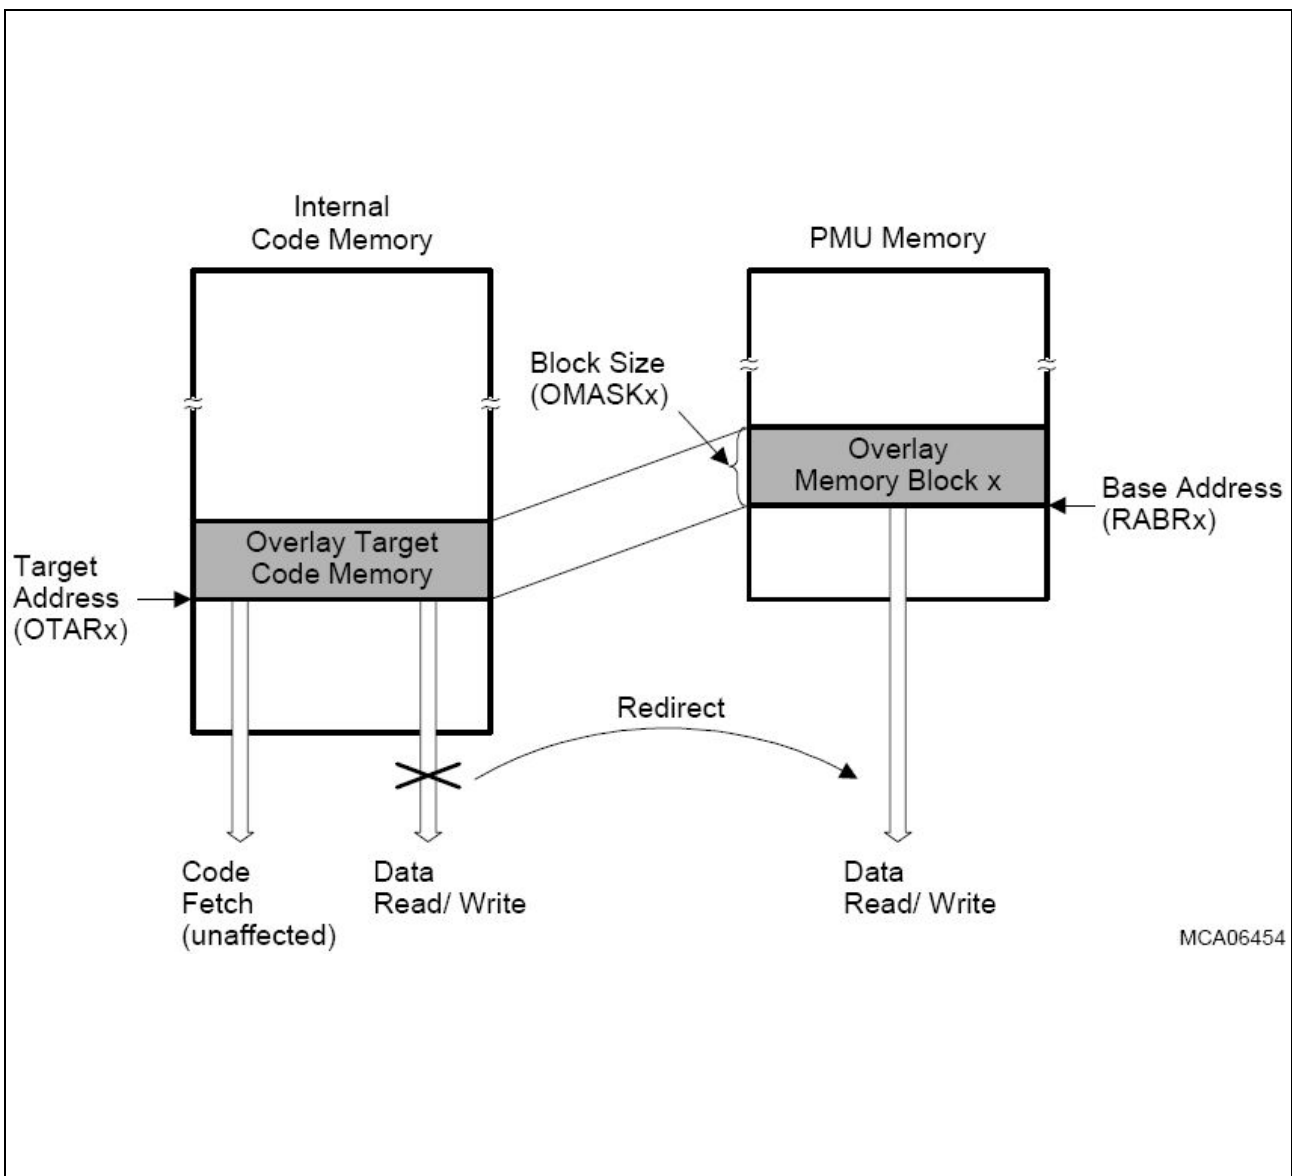 Internal
Code Memory
PMU Memory
Block Size
(OMASKx)
Overlay
Memory Block x
Base Address
(RABRx)
Overlay Target
Code Memory
Target
Address
(OTARx)
Redirect
Code
Fetch
(unaffected)
Data
Read/ Write
Data
Read/ Write
MCA06454